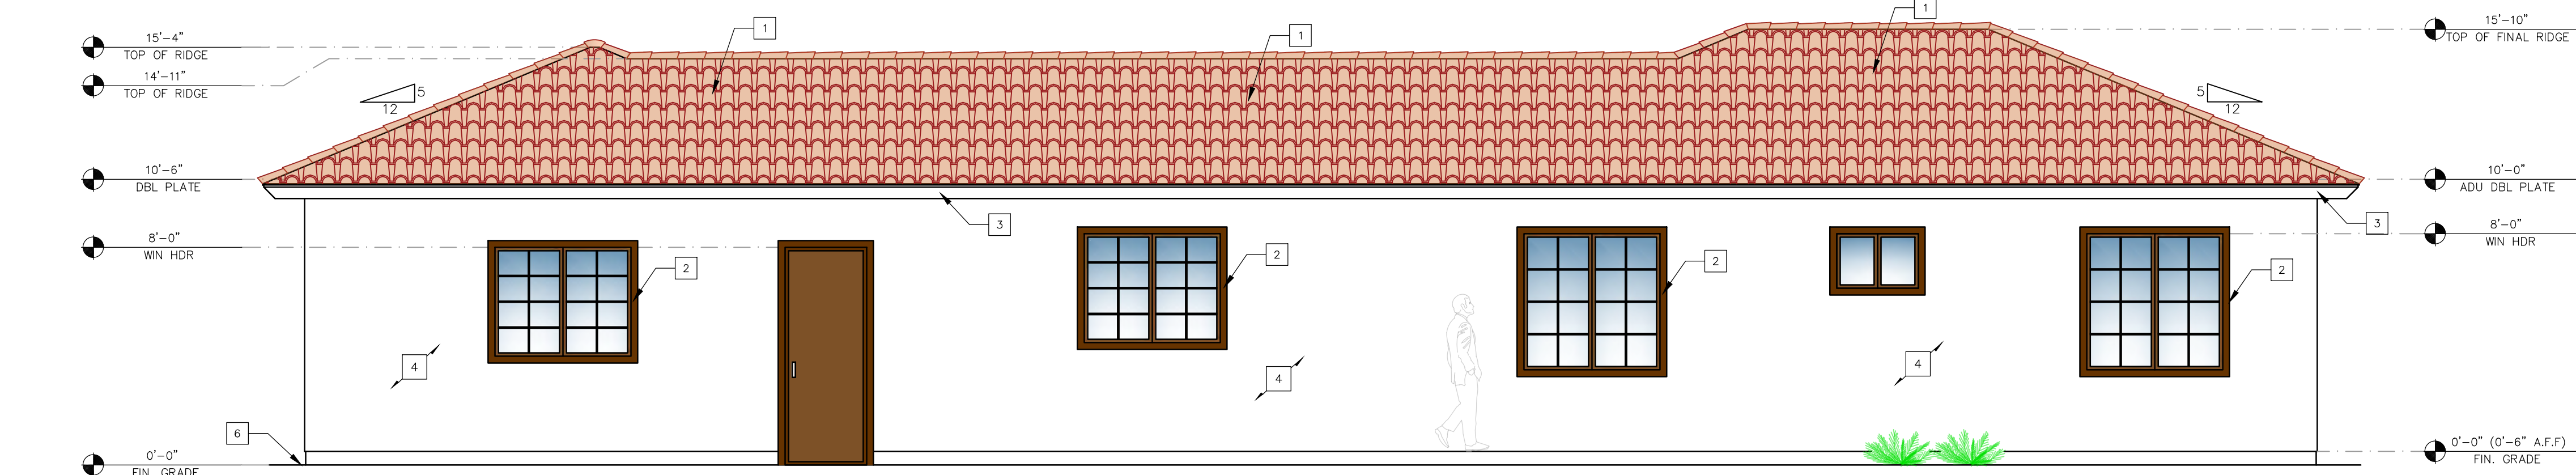 15'-4"
TOP OF RIDGE
14'-11"
TOP OF RIDGE
5
12
10'-6"
DBL PLATE
8'-0"
WIN HDR
0'-0"
FIN. GRADE
6
4
2
1
3
1
2
4
2
1
4
2
3
5
12
15'-10"
TOP OF FINAL RIDGE
10'-0"
ADU DBL PLATE
8'-0"
WIN HDR
0'-0" (0'-6" A.F.F)
FIN. GRADE